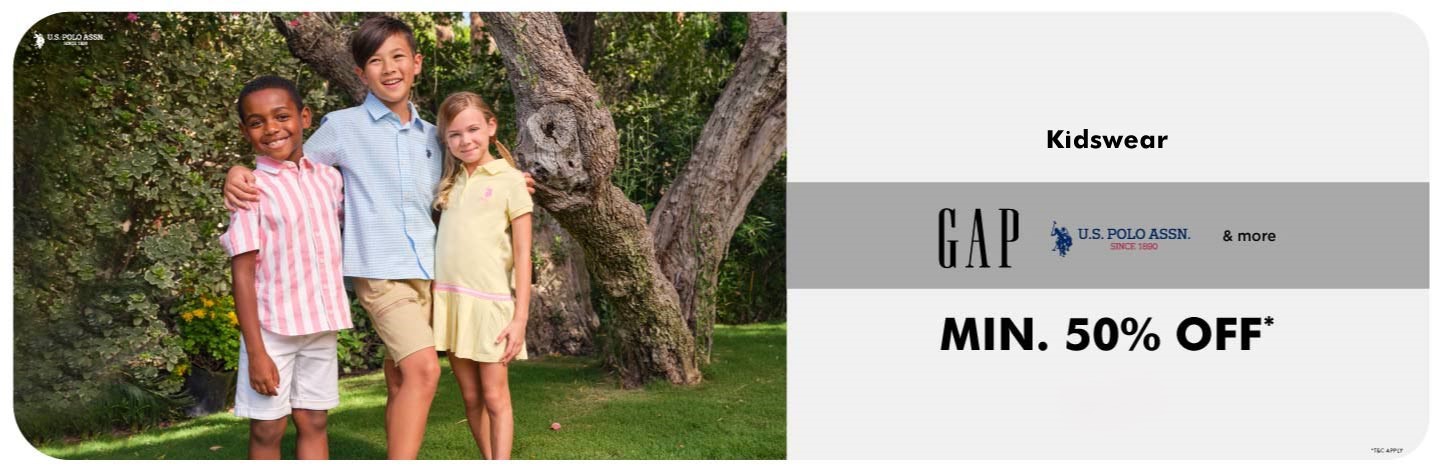 U.S. POLO ASSN.
SINCE 1890
Kidswear
GAP
U.S. POLO ASSN.
SINCE 1890
& more
MIN. 50% OFF*
*T&C APPLY